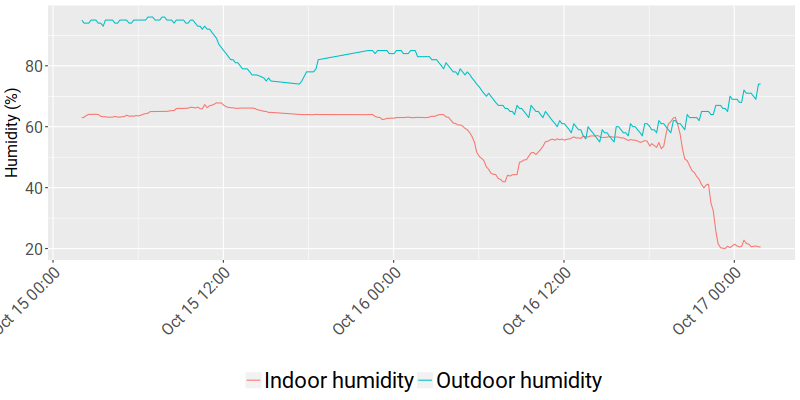 Humidity (%)
80
60
40
20
Oct 15 00:00
Oct 15 12:00
Oct 16 00:00
Oct 16 12:00
Oct 17 00:00
Indoor humidity Outdoor humidity